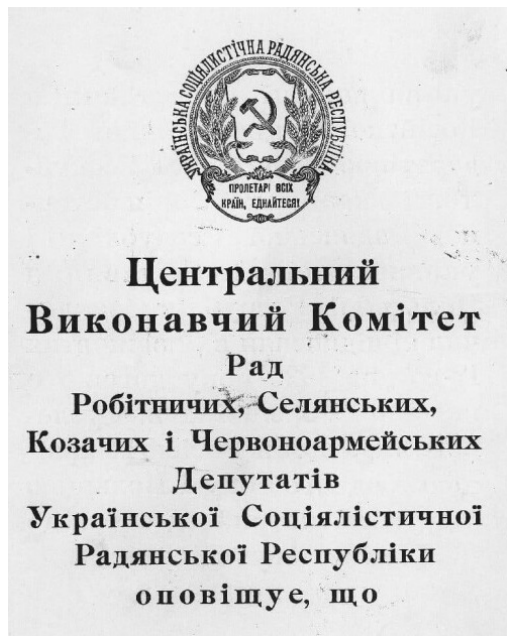 УКРАЇНСЬКА СОЦІЯЛИСТІЧНА РАДЯНСЬКА РЕСПУБЛІКА
ПРОЛЕТАРІ ВСІХ
КРАЇН, ЄДНАЙТЕСЯ!
Центральний
Виконавчий Комітет
Рад
Робітничих, Селянських,
Козачих і Червоноармейських
Депутатів
Української Соціялістичної
Радянської Республіки
оповіщує, що